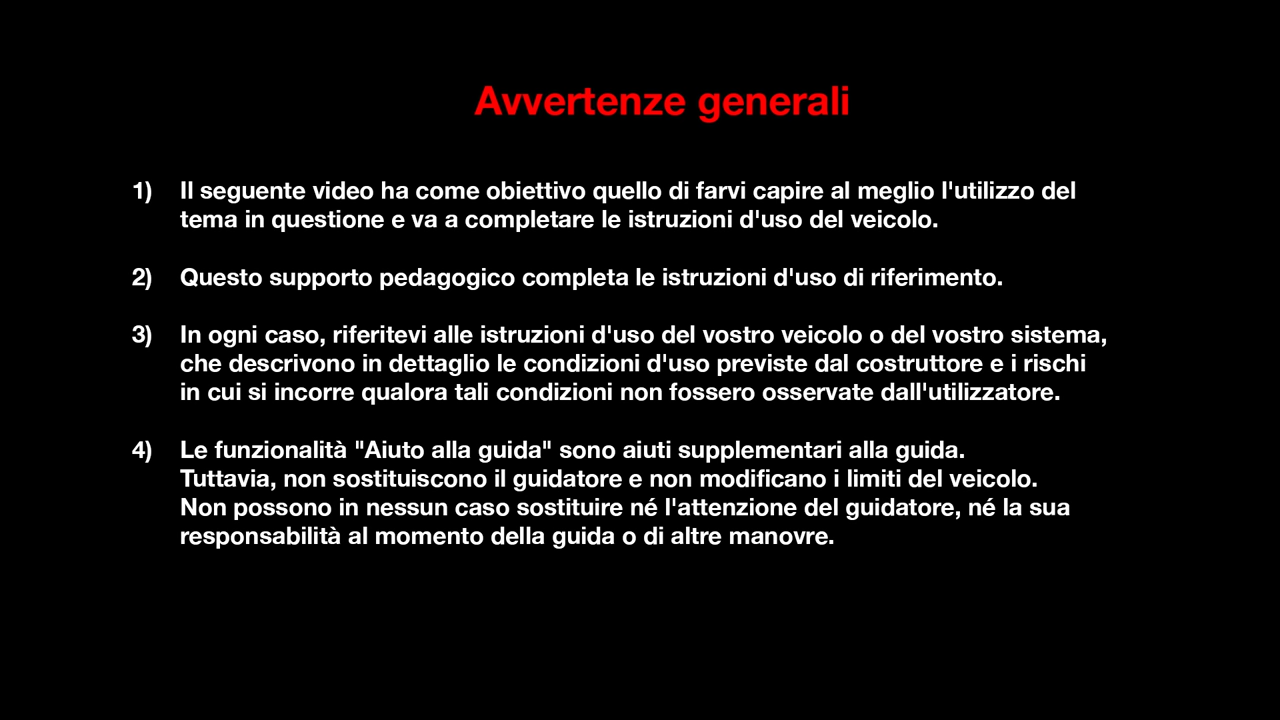 Avvertenze generali
1) Il seguente video ha come obiettivo quello di farvi capire al meglio l'utilizzo del
tema in questione e va a completare le istruzioni d'uso del veicolo.
2) Questo supporto pedagogico completa le istruzioni d'uso di riferimento.
3) In ogni caso, riferitevi alle istruzioni d'uso del vostro veicolo o del vostro sistema,
che descrivono in dettaglio le condizioni d'uso previste dal costruttore e i rischi
in cui si incorre qualora tali condizioni non fossero osservate dall'utilizzatore.
4) Le funzionalità "Aiuto alla guida" sono aiuti supplementari alla guida.
Tuttavia, non sostituiscono il guidatore e non modificano i limiti del veicolo.
Non possono in nessun caso sostituire né l'attenzione del guidatore, né la sua
responsabilità al momento della guida o di altre manovre.